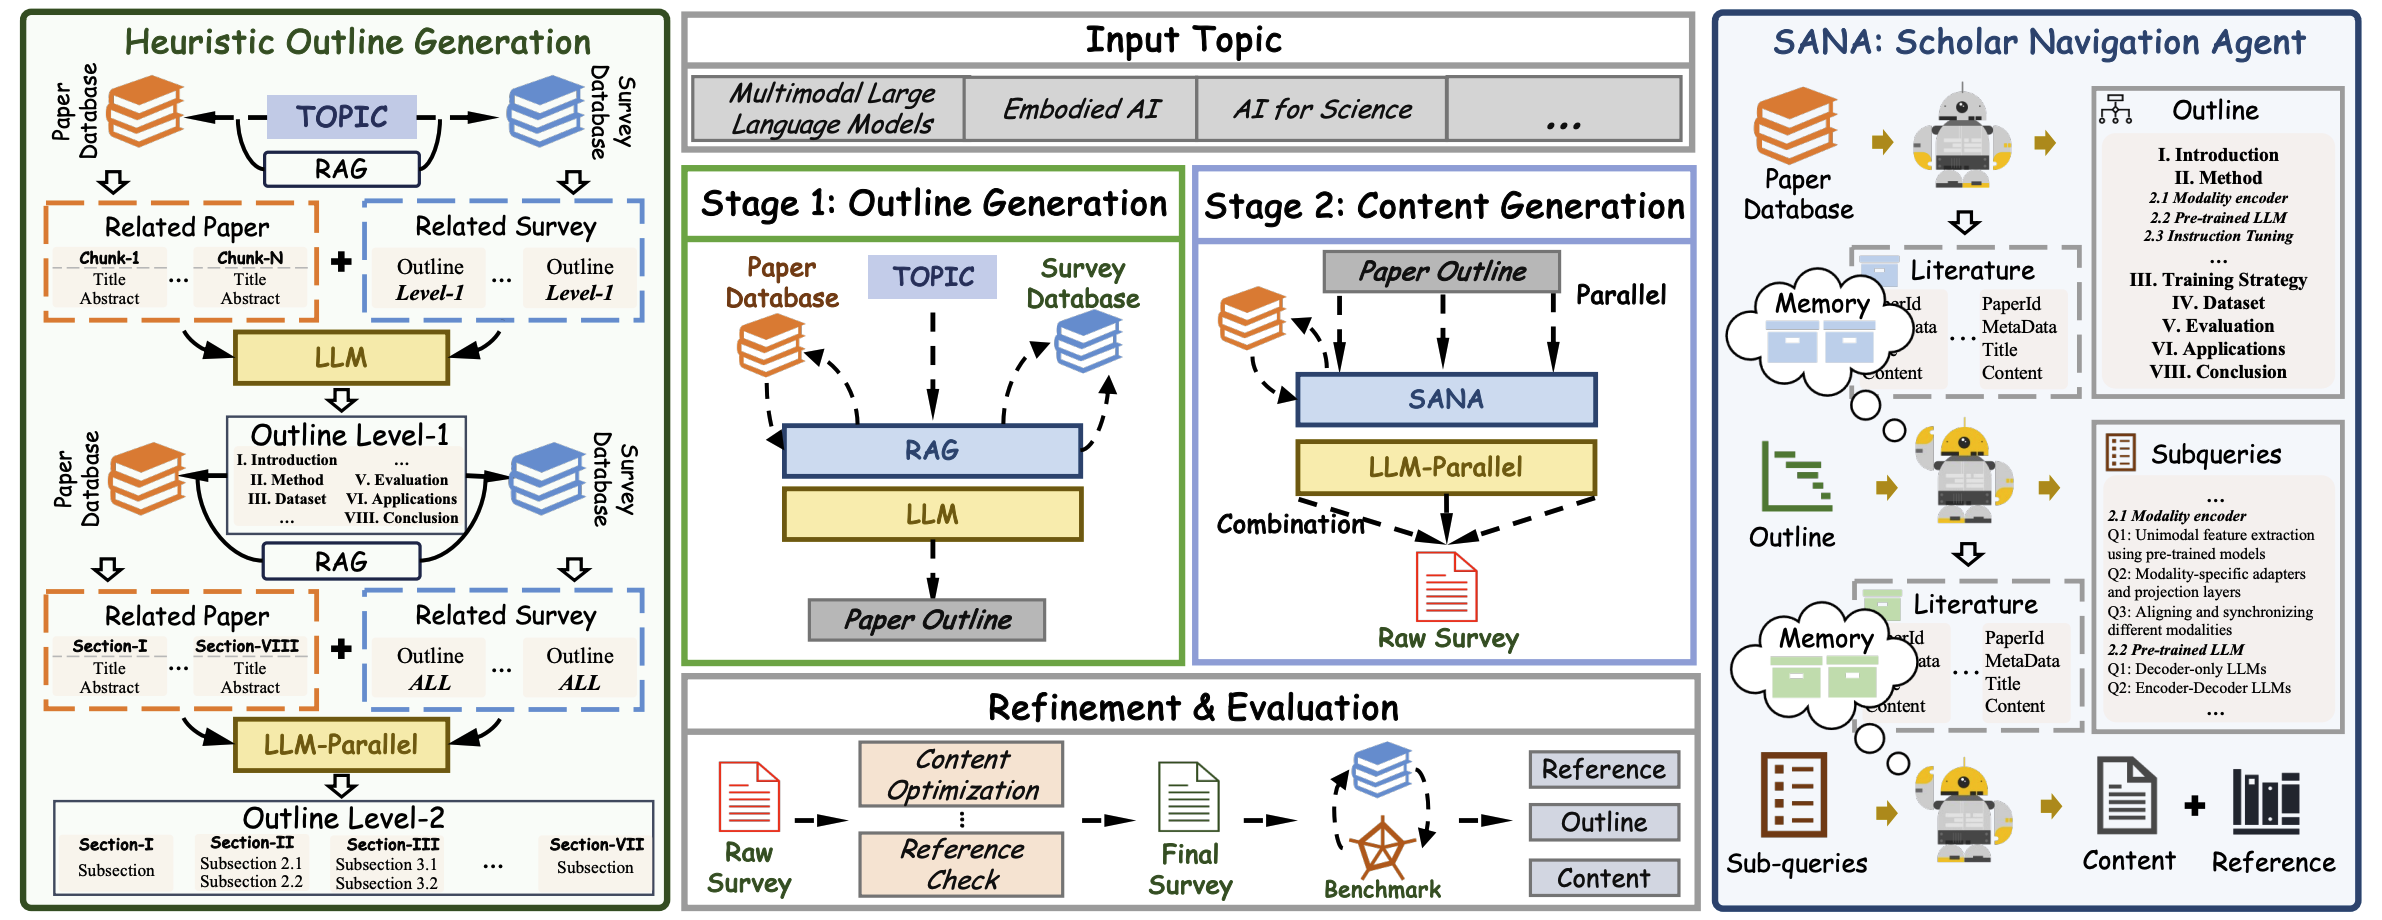 Heuristic Outline Generation
Paper
Database
TOPIC
Survey
Database
RAG
Related Paper
Chunk-1
Title
Abstract
...
Chunk-N
Title
Abstract
+
Related Survey
Outline
Level-1
...
Outline
Level-1
LLM
Paper
Database
Outline Level-1
I. Introduction
II. Method
III. Dataset
...
...
V. Evaluation
VI. Applications
VIII. Conclusion
Survey
Database
RAG
Related Paper
Section-I
Title
Abstract
...
Section-VIII
Title
Abstract
+
Related Survey
Outline
ALL
...
Outline
ALL
LLM-Parallel
Outline Level-2
Section-I
Subsection
Section-II
Subsection 2.1
Subsection 2.2
Section-III
Subsection 3.1
Subsection 3.2
...
Section-VII
Subsection
Input Topic
Multimodal Large
Language Models
Embodied AI
AI for Science
...
Stage 1: Outline Generation
Paper
Database
TOPIC
Survey
Database
RAG
LLM
Paper Outline
Stage 2: Content Generation
Paper Outline
Parallel
SANA
LLM-Parallel
Combination
Raw Survey
Refinement & Evaluation
Raw
Survey
Content
Optimization
Reference
Check
Final
Survey
Benchmark
Reference
Outline
Content
SANA: Scholar Navigation Agent
Paper
Database
Outline
I. Introduction
II. Method
2.1 Modality encoder
2.2 Pre-trained LLM
2.3 Instruction Tuning
...
III. Training Strategy
IV. Dataset
V. Evaluation
VI. Applications
VIII. Conclusion
Literature
Memory
Content
...
PaperId
MetaData
Title
Content
Outline
Subqueries
...
2.1 Modality encoder
Q1: Unimodal feature extraction
using pre-trained models
Q2: Modality-specific adapters
and projection layers
Q3: Aligning and synchronizing
different modalities
2.2 Pre-trained LLM
Q1: Decoder-only LLMs
Q2: Encoder-Decoder LLMs
...
Literature
Memory
Content
...
PaperId
MetaData
Title
Content
Sub-queries
Content
+
Reference